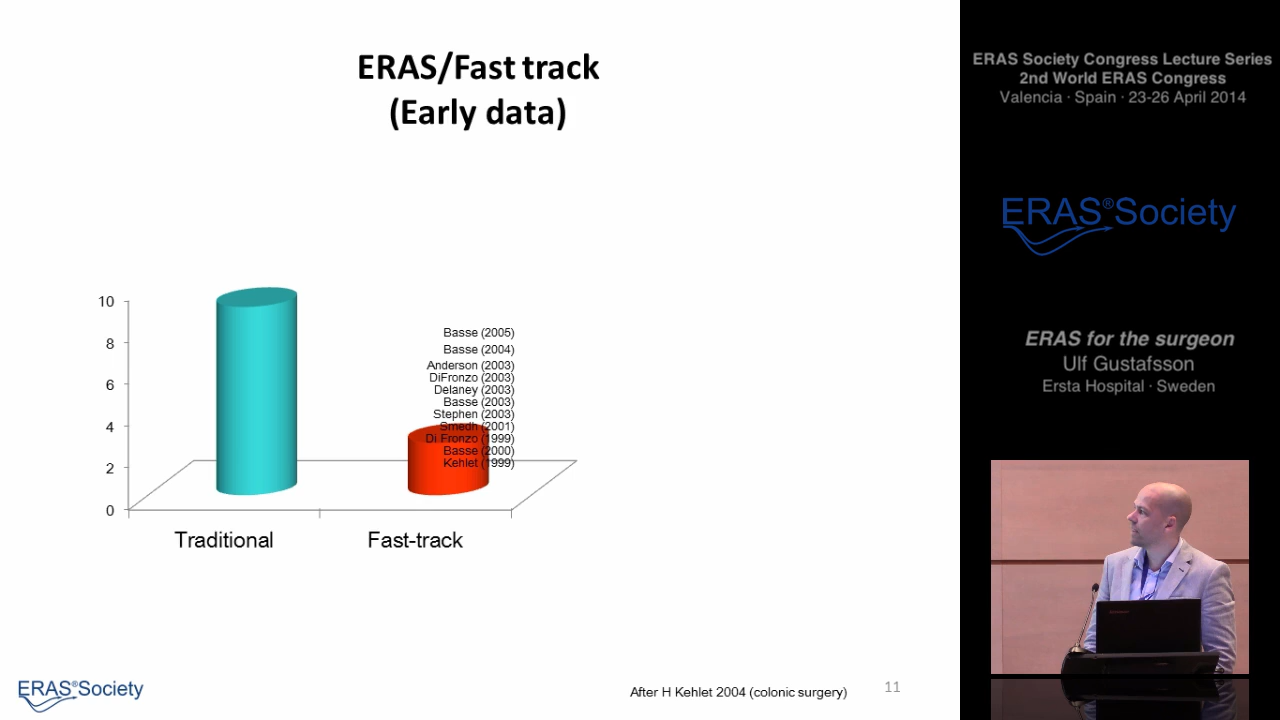 ERAS/Fast track
(Early data)
10
8
6
4
2
0
Basse (2005)
Basse (2004)
Anderson (2003)
DiFronzo (2003)
Delaney (2003)
Basse (2003)
Stephen (2003)
Smedh (2001)
Di Fronzo (1999)
Basse (2000)
Kehlet (1999)
Traditional
Fast-track
ERAS®Society
After H Kehlet 2004 (colonic surgery)
11
ERAS Society Congress Lecture Series
2nd World ERAS Congress
Valencia · Spain · 23-26 April 2014
ERAS®Society
ERAS for the surgeon
Ulf Gustafsson
Ersta Hospital · Sweden